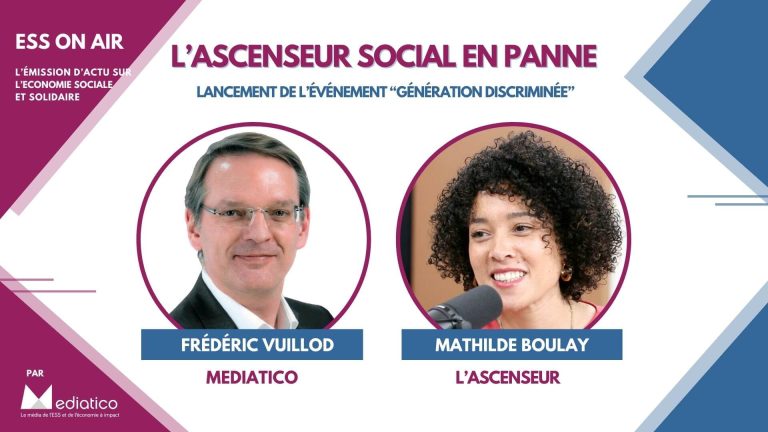 ESS ON AIR
L'ÉMISSION D'ACTU SUR
L'ECONOMIE SOCIALE
ET SOLIDAIRE
L'ASCENSEUR SOCIAL EN PANNE
LANCEMENT DE L'ÉVÉNEMENT “GÉNÉRATION DISCRIMINÉE”
FRÉDÉRIC VUILLOD
MEDIATICO
MATHILDE BOULAY
L'ASCENSEUR
PAR
Mediatico
Le média de l'ESS et de l'économie à impact